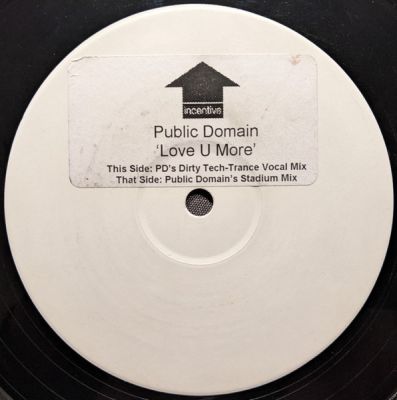 incentive
Public Domain
‘Love U More’
This Side: PD's Dirty Tech-Trance Vocal Mix
That Side: Public Domain's Stadium Mix